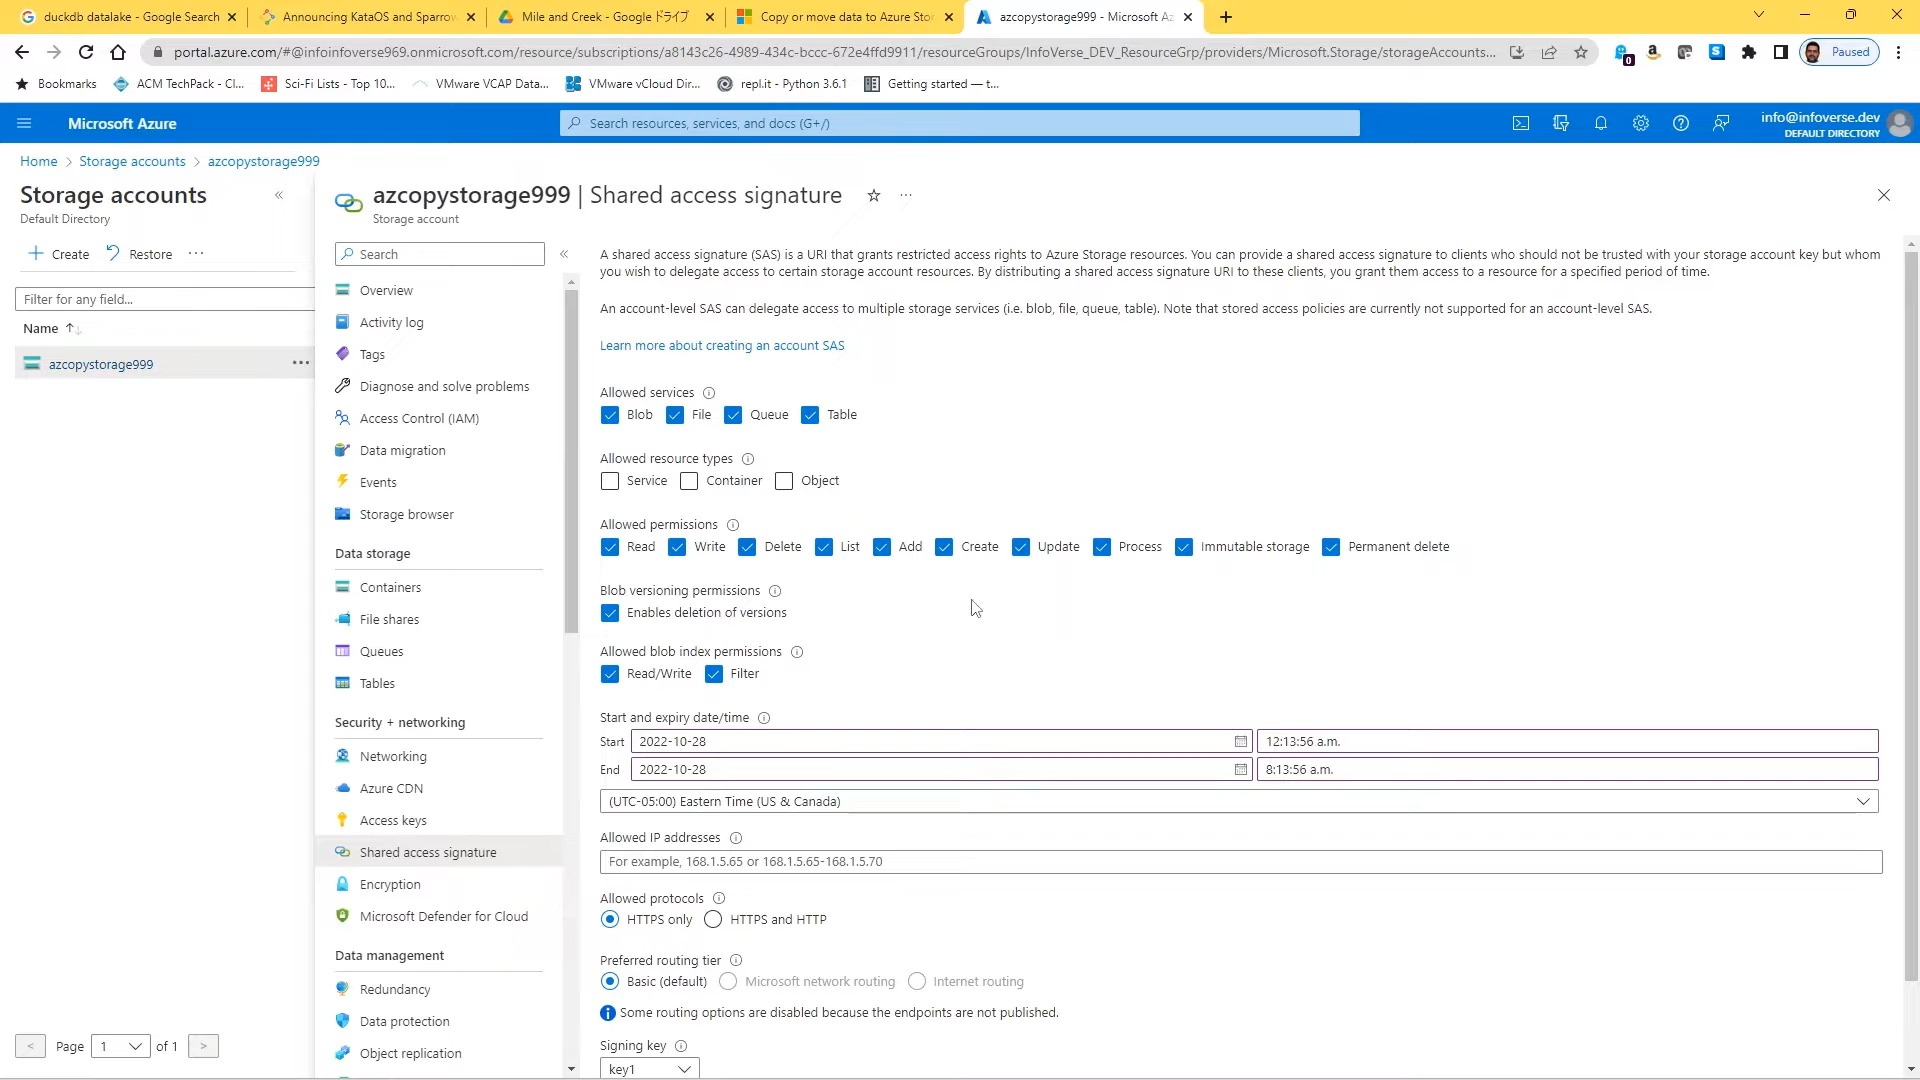 duckdb datalake - Google Search
Announcing KataOS and Sparrow
Mile and Creek - Google ドライブ
Copy or move data to Azure Stor
azcopystorage999 - Microsoft Az
portal.azure.com/#@infoinfoverse969.onmicrosoft.com/resource/subscriptions/a8143c26-4989-434c-bccc-672e4ffd9911/resourceGroups/InfoVerse_DEV_ResourceGrp/providers/Microsoft.Storage/storageAccounts...
0
Paused
Bookmarks
ACM TechPack - Cl...
Sci-Fi Lists - Top 10...
VMware VCAP Data...
VMware vCloud Dir...
repl.it - Python 3.6.1
Getting started — t...
Microsoft Azure
Search resources, services, and docs (G+/)
info@infoverse.dev
DEFAULT DIRECTORY
Home > Storage accounts > azcopystorage999
Storage accounts
Default Directory
Create
Restore
Filter for any field...
Name
azcopystorage999
Page 1 of 1
azcopystorage999 | Shared access signature
Storage account
Search
Overview
Activity log
Tags
Diagnose and solve problems
Access Control (IAM)
Data migration
Events
Storage browser
Data storage
Containers
File shares
Queues
Tables
Security + networking
Networking
Azure CDN
Access keys
Shared access signature
Encryption
Microsoft Defender for Cloud
Data management
Redundancy
Data protection
Object replication
A shared access signature (SAS) is a URI that grants restricted access rights to Azure Storage resources. You can provide a shared access signature to clients who should not be trusted with your storage account key but whom
you wish to delegate access to certain storage account resources. By distributing a shared access signature URI to these clients, you grant them access to a resource for a specified period of time.
An account-level SAS can delegate access to multiple storage services (i.e. blob, file, queue, table). Note that stored access policies are currently not supported for an account-level SAS.
Learn more about creating an account SAS
Allowed services
Blob File Queue Table
Allowed resource types
Service Container Object
Allowed permissions
Read Write Delete List Add Create Update Process Immutable storage Permanent delete
Blob versioning permissions
Enables deletion of versions
Allowed blob index permissions
Read/Write Filter
Start and expiry date/time
Start 2022-10-28 12:13:56 a.m.
End 2022-10-28 8:13:56 a.m.
(UTC-05:00) Eastern Time (US & Canada)
Allowed IP addresses
For example, 168.1.5.65 or 168.1.5.65-168.1.5.70
Allowed protocols
HTTPS only HTTPS and HTTP
Preferred routing tier
Basic (default) Microsoft network routing Internet routing
Some routing options are disabled because the endpoints are not published.
Signing key
key1